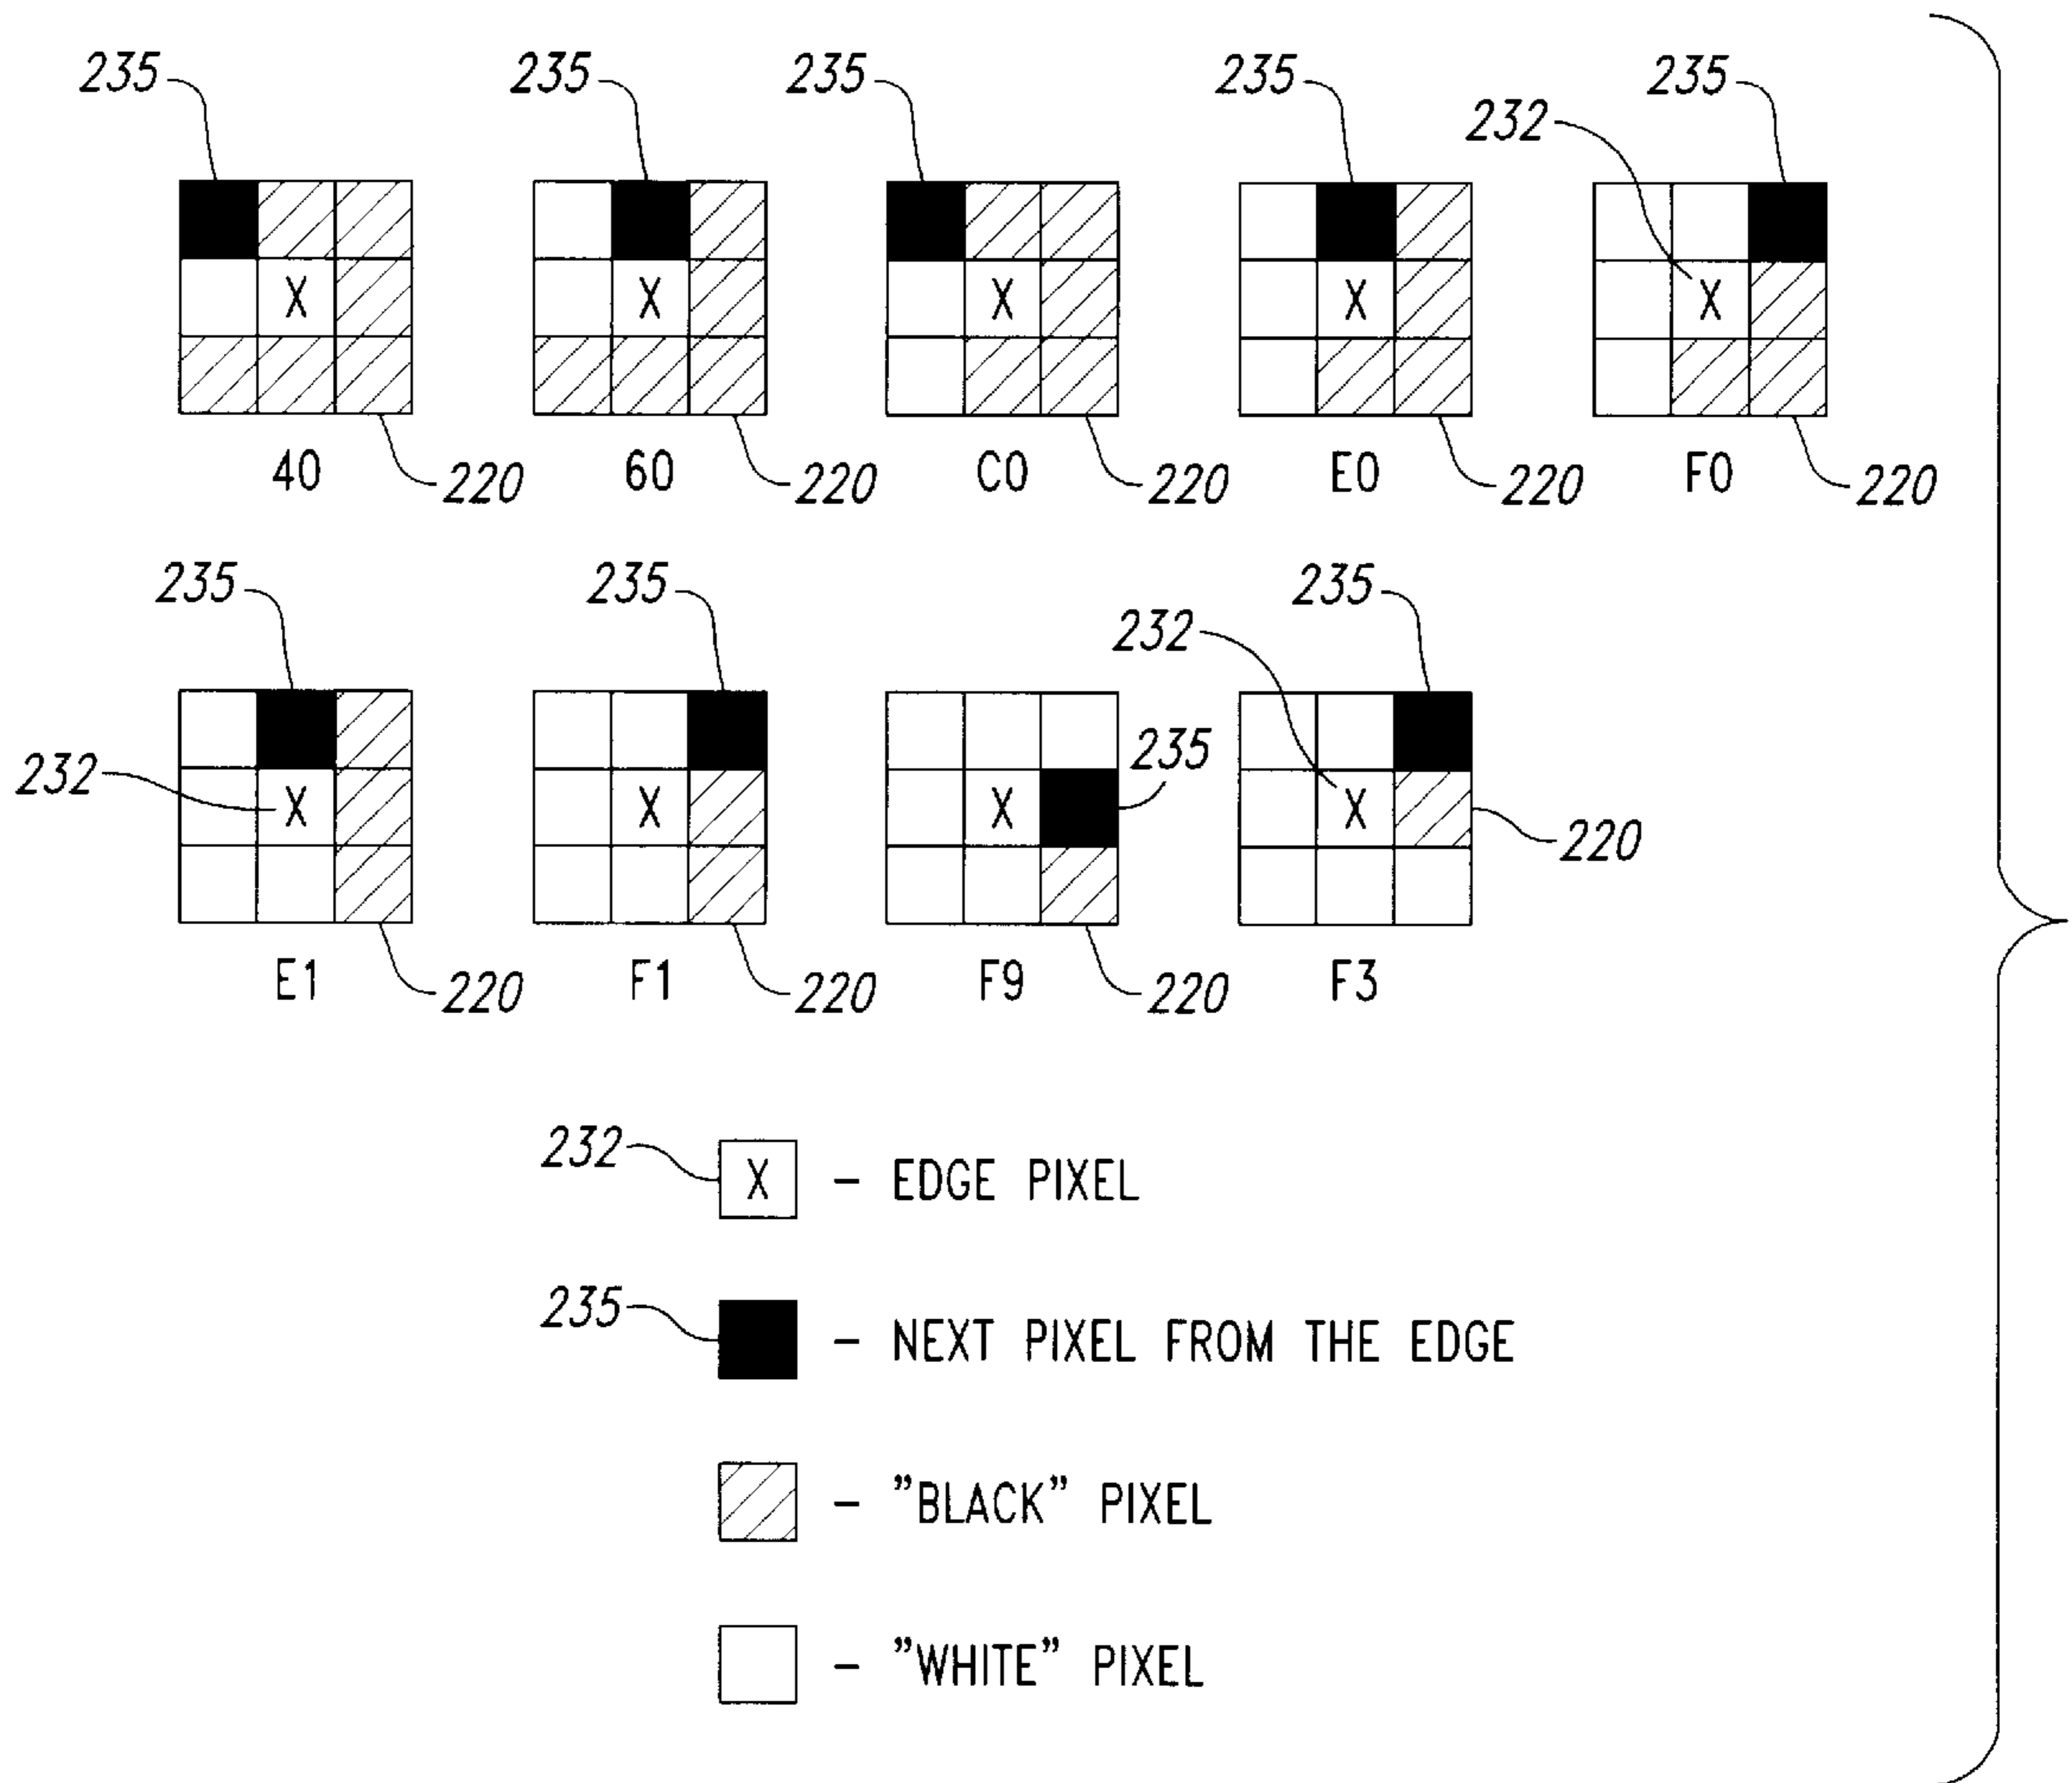 235 235 235 235 232 235
X X X X X
40 220 60 220 C0 220 E0 220 F0 220
235 235 232 235
232 X X X 235 X 220
E1 220 F1 220 F9 220 F3
232 X - EDGE PIXEL
235 - NEXT PIXEL FROM THE EDGE
- ”BLACK” PIXEL
- ”WHITE” PIXEL